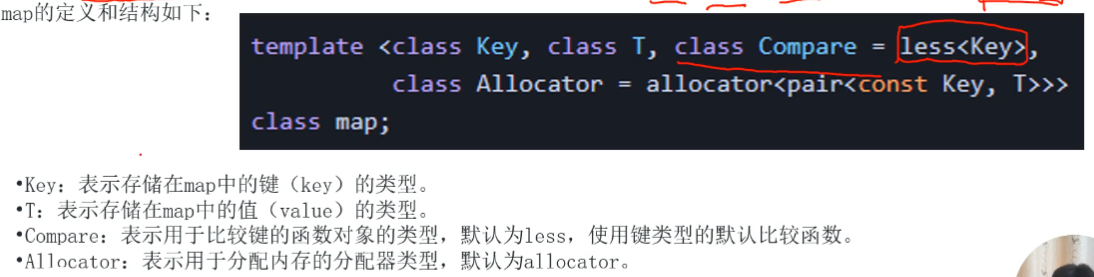 map的定义和结构如下：
template <class Key, class T, class Compare = less<Key>,
class Allocator = allocator<pair<const Key, T>>>
class map;
•Key：表示存储在map中的键（key）的类型。
•T：表示存储在map中的值（value）的类型。
•Compare：表示用于比较键的函数对象的类型，默认为less，使用键类型的默认比较函数。
•Allocator：表示用于分配内存的分配器类型，默认为allocator。